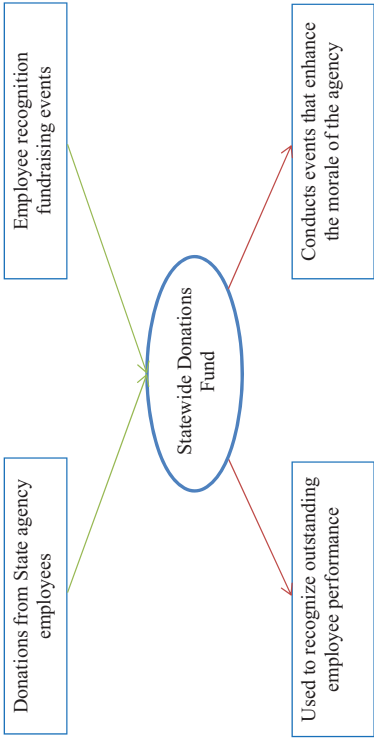 Donations from State agency
employees
Employee recognition
fundraising events
Statewide Donations
Fund
Used to recognize outstanding
employee performance
Conducts events that enhance
the morale of the agency